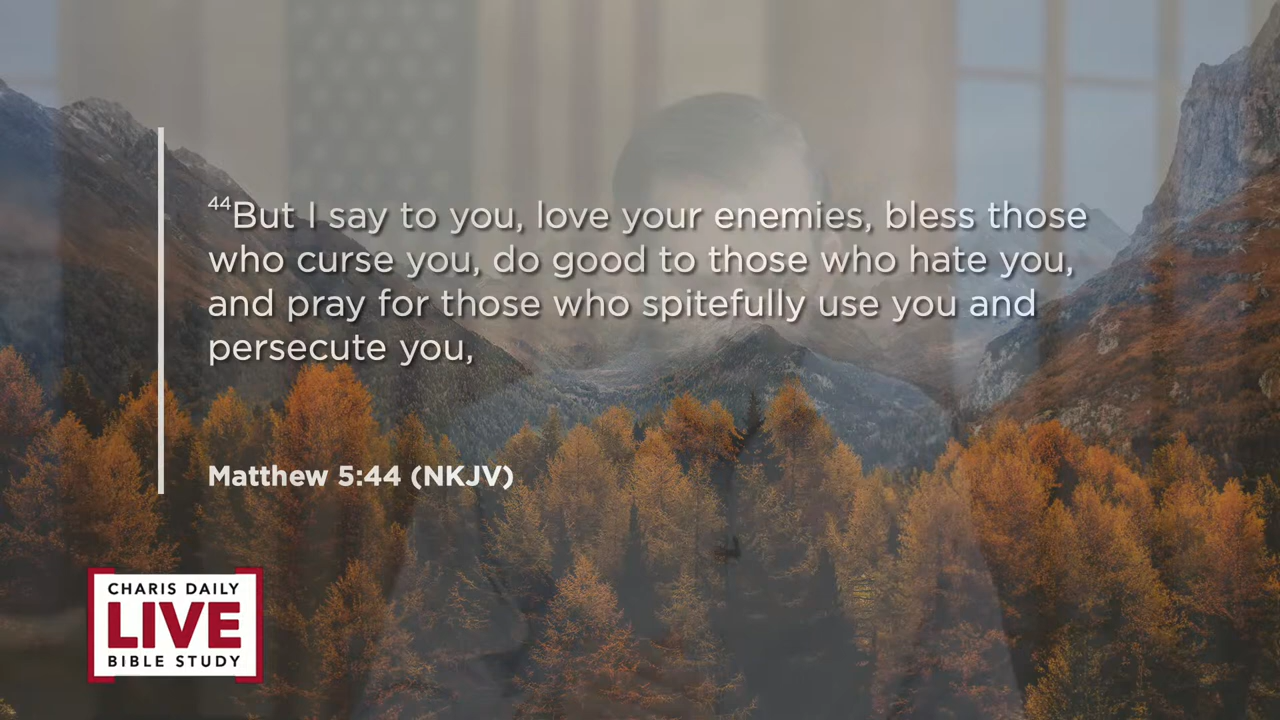 ⁴⁴But I say to you, love your enemies, bless those
who curse you, do good to those who hate you,
and pray for those who spitefully use you and
persecute you,
Matthew 5:44 (NKJV)
CHARIS DAILY
LIVE
BIBLE STUDY